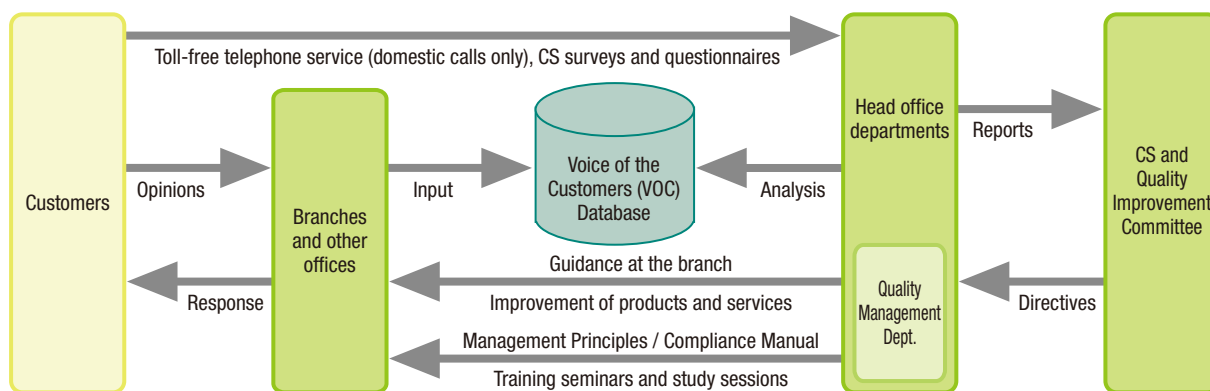 Toll-free telephone service (domestic calls only), CS surveys and questionnaires
Customers
Opinions
Response
Branches
and other
offices
Input
Voice of the
Customers (VOC)
Database
Analysis
Guidance at the branch
Improvement of products and services
Management Principles / Compliance Manual
Training seminars and study sessions
Head office
departments
Quality
Management
Dept.
Reports
Directives
CS and
Quality
Improvement
Committee